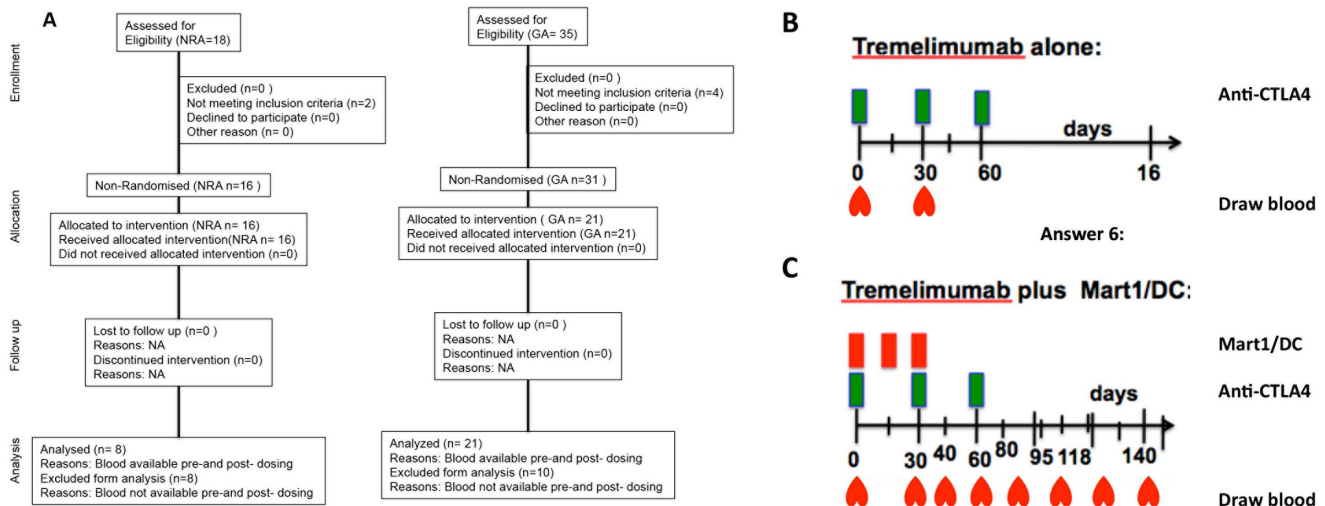 A
Enrollment
Assessed for
Eligibility (NRA=18)
Excluded (n=0)
Not meeting inclusion criteria (n=2)
Declined to participate (n=0)
Other reason (n= 0)
Allocation
Non-Randomised (NRA n=16 )
Allocated to intervention (NRA n= 16)
Received allocated intervention(NRA n= 16)
Did not received allocated intervention (n=0)
Follow up
Lost to follow up (n=0 )
Reasons: NA
Discontinued intervention (n=0)
Reasons: NA
Analysis
Analysed (n= 8)
Reasons: Blood available pre-and post- dosing
Excluded form analysis (n=8)
Reasons: Blood not available pre-and post- dosing
Assessed for
Eligibility (GA= 35)
Excluded (n=0 )
Not meeting inclusion criteria (n=4)
Declined to participate (n=0)
Other reason (n=0)
Non-Randomised (GA n=31 )
Allocated to intervention ( GA n= 21)
Received allocated intervention (GA n=21)
Did not received allocated intervention (n=0)
Lost to follow up (n=0 )
Reasons: NA
Discontinued intervention (n=0)
Reasons: NA
Analyzed (n= 21)
Reasons: Blood available pre-and post- dosing
Excluded form analysis (n=10)
Reasons: Blood not available pre-and post- dosing
B
Tremelimumab alone:
Anti-CTLA4
days
0 30 60 16
Draw blood
Answer 6:
C
Tremelimumab plus Mart1/DC:
Mart1/DC
Anti-CTLA4
days
0 30 40 60 80 95 118 140
Draw blood